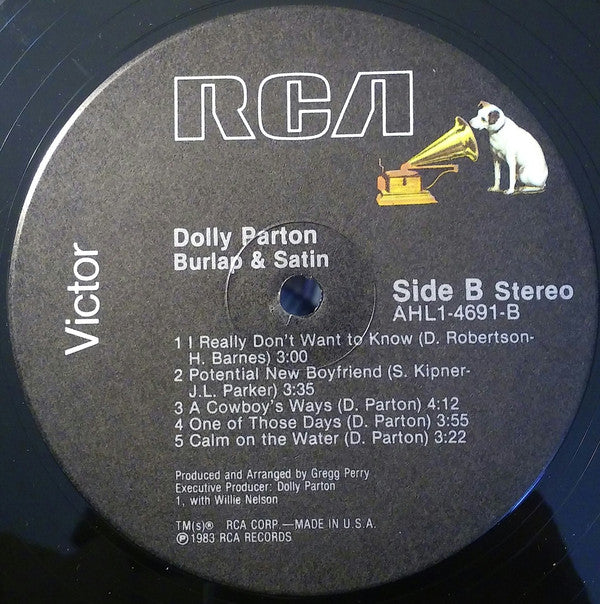 RCA
Victor
Dolly Parton
Burlap & Satin
Side B Stereo
AHL1-4691-B
1 I Really Don't Want to Know (D. Robertson-
H. Barnes) 3:00
2 Potential New Boyfriend (S. Kipner-
J.L. Parker) 3:35
3 A Cowboy's Ways (D. Parton) 4:12
4 One of Those Days (D. Parton) 3:55
5 Calm on the Water (D. Parton) 3:22
Produced and Arranged by Gregg Perry
Executive Producer: Dolly Parton
1, with Willie Nelson
TM(s)® RCA CORP.—MADE IN U.S.A.
℗1983 RCA RECORDS